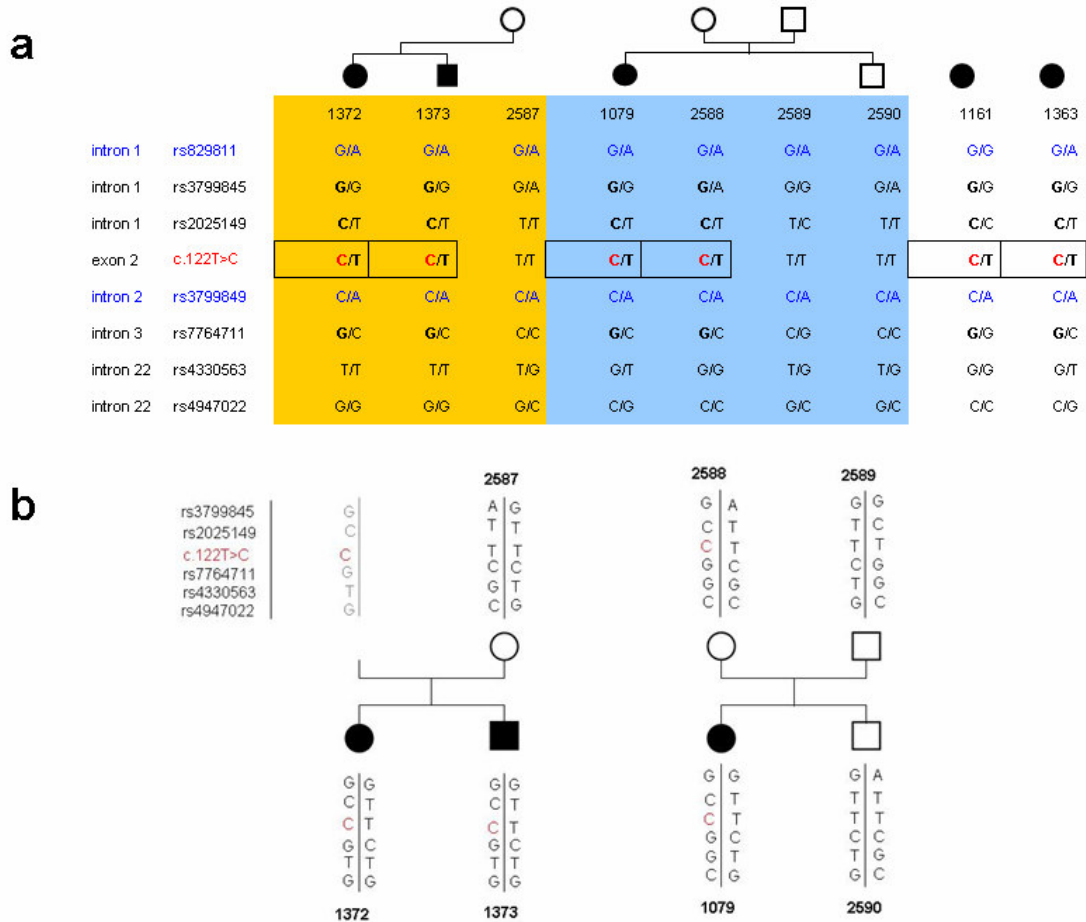 a
1372 1373 2587 1079 2588 2589 2590 1161 1363
intron 1 rs829811 G/A G/A G/A G/A G/A G/A G/A G/G G/A
intron 1 rs3799845 G/G G/G G/A G/G G/A G/G G/A G/G G/G
intron 1 rs2025149 C/T C/T T/T C/T C/T T/C T/T C/C C/T
exon 2 c.122T>C C/T C/T T/T C/T C/T T/T T/T C/T C/T
intron 2 rs3799849 C/A C/A C/A C/A C/A C/A C/A C/A C/A
intron 3 rs7764711 G/C G/C C/C G/C G/C C/G C/C G/G G/C
intron 22 rs4330563 T/T T/T T/G G/T G/G T/G T/G G/G G/T
intron 22 rs4947022 G/G G/G G/C C/G C/C G/C G/C C/C C/G
b
2587 2588 2589
rs3799845 G A G G A G G
rs2025149 C T T C T T C
c.122T>C C T T C T T T
rs7764711 G C C G C C G
rs4330563 T G T G G T G
rs4947022 G C G C C G C
G G G G G G G A
C T C T C T T T
C T C T C T T T
G C G C G C C C
T T T T G T T G
G G G G C G G C
1372 1373 1079 2590